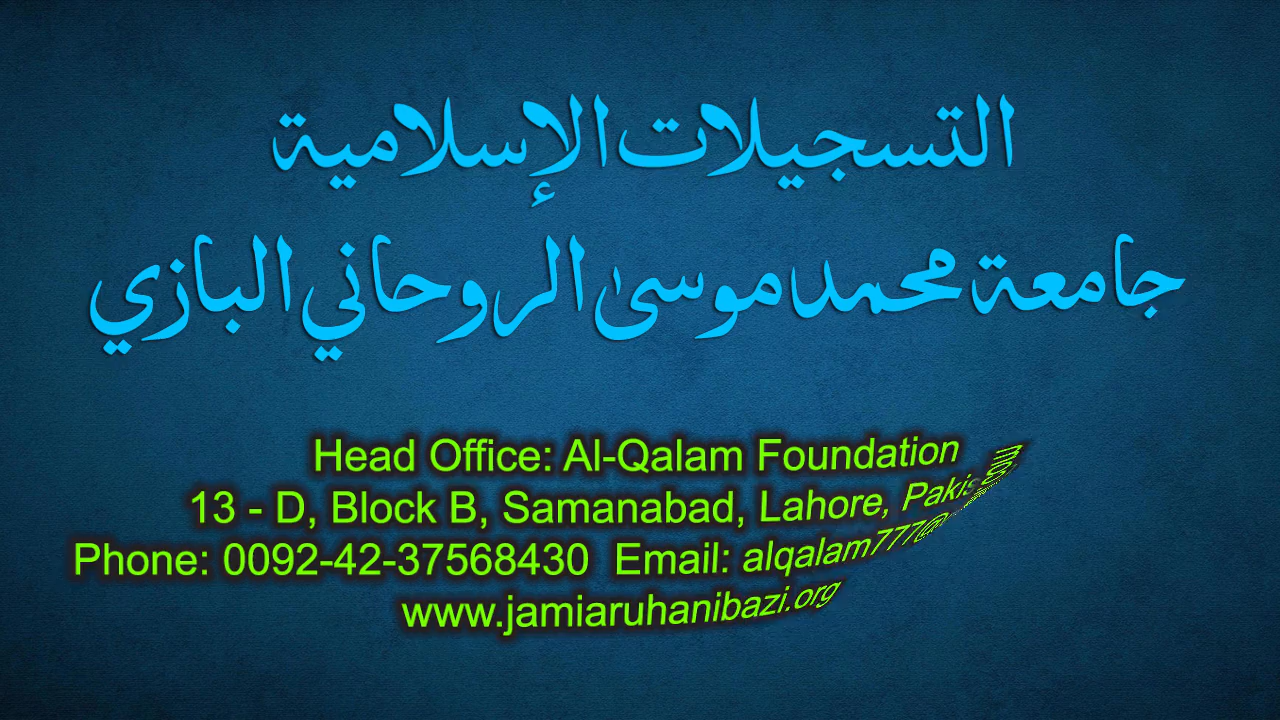 التسجيلات الإسلامية
جامعة محمد موسىٰ الروحاني البازي
Head Office: Al-Qalam Foundation
13 - D, Block B, Samanabad, Lahore,
Phone: 0092-42-37568430 Email: alqalam777@
www.jamiaruhanibazi.org